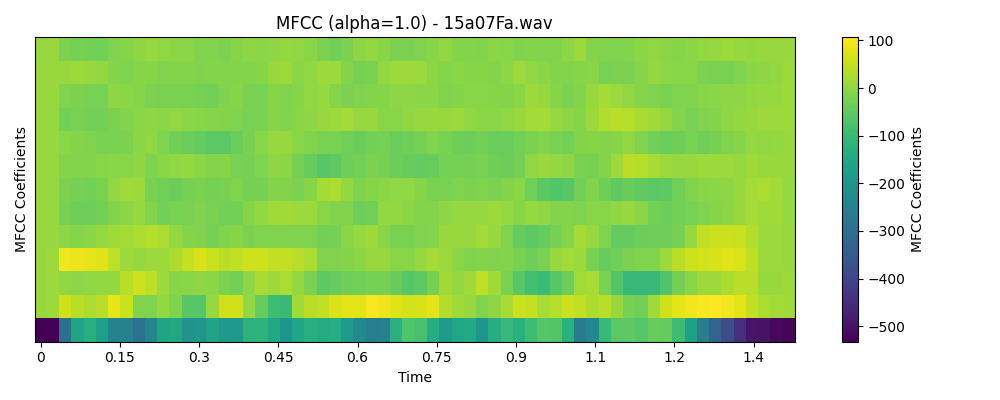 MFCC (alpha=1.0) - 15a07Fa.wav
MFCC Coefficients
0 0.15 0.3 0.45 0.6 0.75 0.9 1.1 1.2 1.4
Time
100
0
−100
−200
−300
−400
−500
MFCC Coefficients